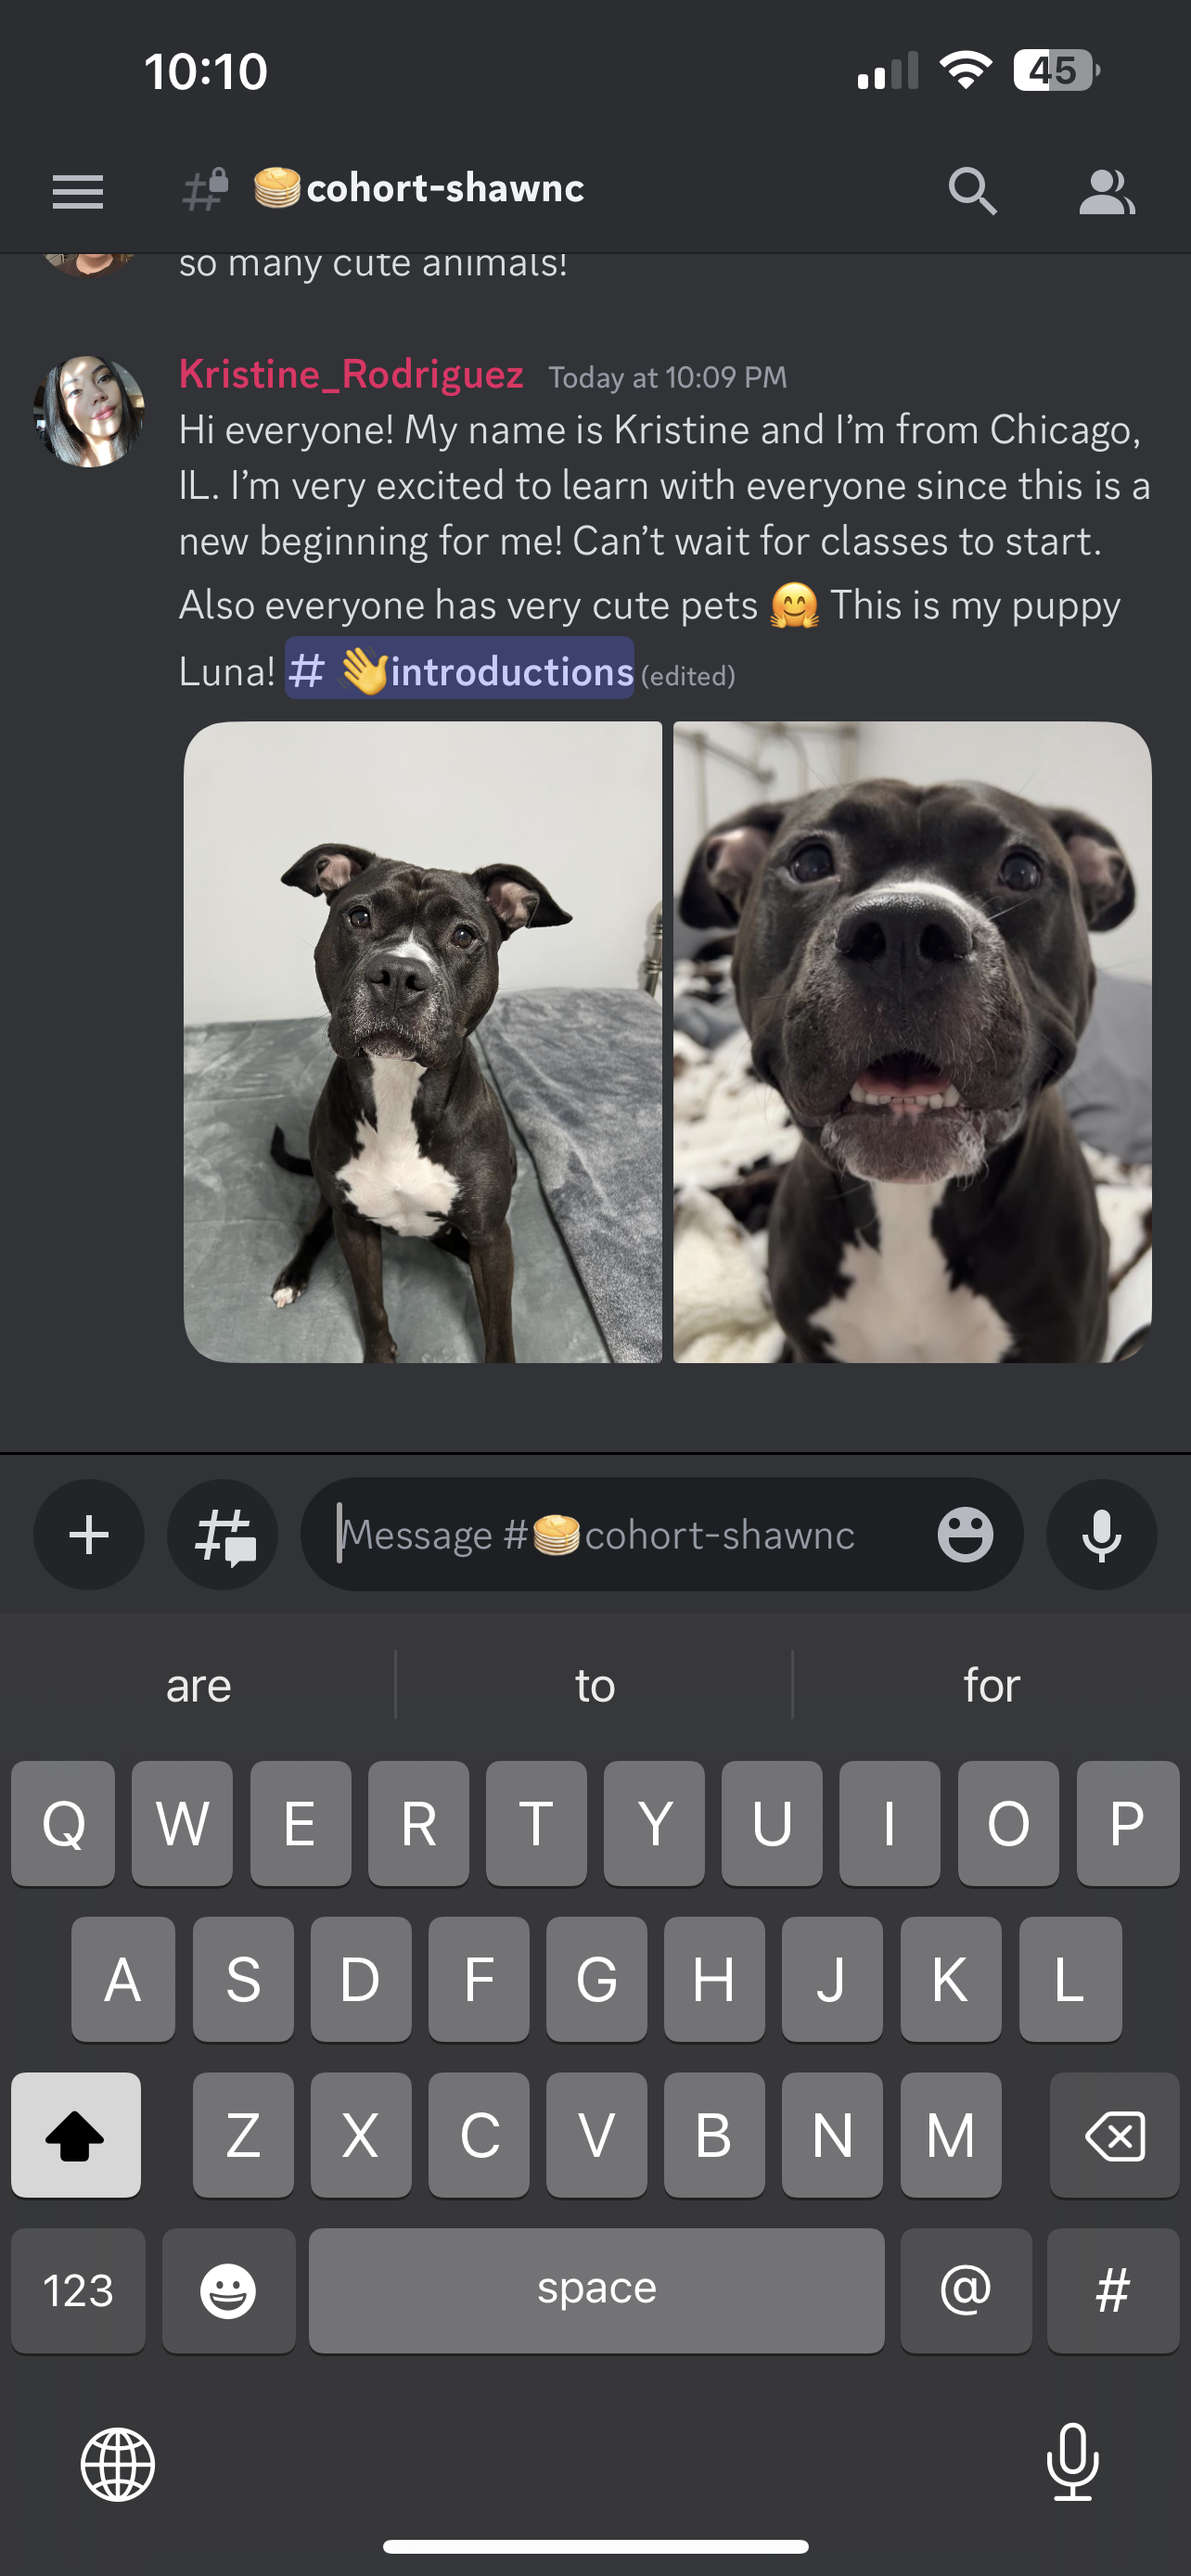 10:10
45
# 🥞cohort-shawnc
so many cute animals!
Kristine_Rodriguez Today at 10:09 PM
Hi everyone! My name is Kristine and I’m from Chicago,
IL. I’m very excited to learn with everyone since this is a
new beginning for me! Can’t wait for classes to start.
Also everyone has very cute pets 🤗 This is my puppy
Luna! # 👋introductions (edited)
Message #🥞cohort-shawnc
are to for
Q W E R T Y U I O P
A S D F G H J K L
Z X C V B N M
123 space @ #